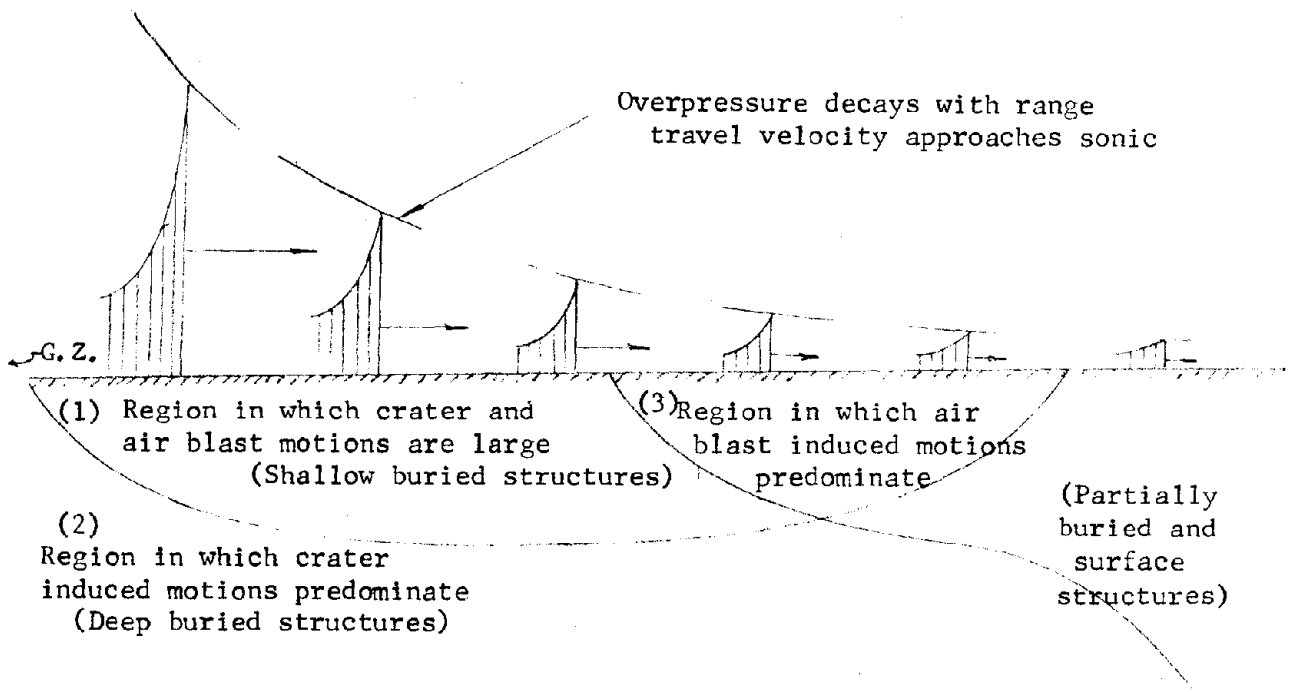 Overpressure decays with range
travel velocity approaches sonic
G. Z.
(1) Region in which crater and
air blast motions are large
(Shallow buried structures)
(3) Region in which air
blast induced motions
predominate
(Partially
buried and
surface
structures)
(2)
Region in which crater
induced motions predominate
(Deep buried structures)